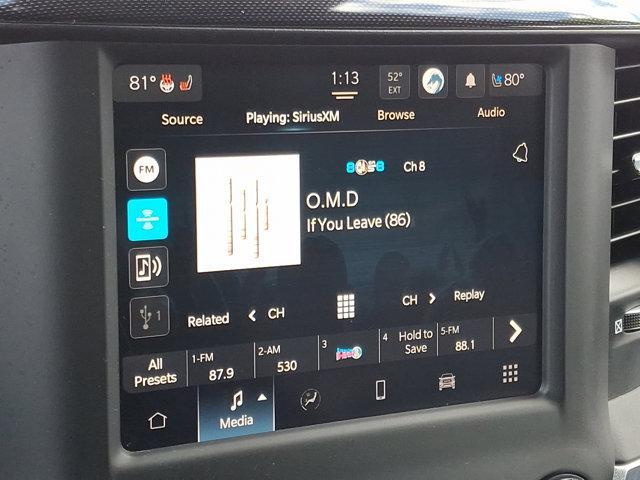 81° 1:13 52° 80°
EXT
Source Playing: SiriusXM Browse Audio
FM
Ch 8
O.M.D
If You Leave (86)
1
Related CH CH Replay
All Presets 1-FM 2-AM 3 4 Hold to Save 5-FM
87.9 530 88.1
Media